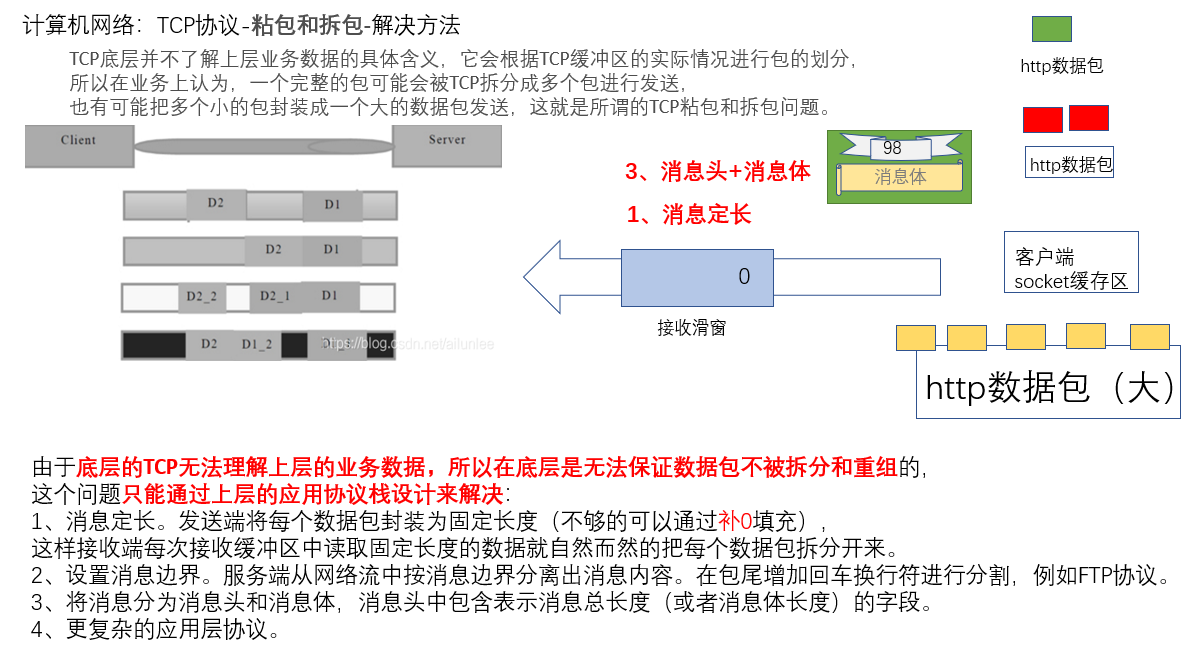 计算机网络：TCP协议-粘包和拆包-解决方法
TCP底层并不了解上层业务数据的具体含义，它会根据TCP缓冲区的实际情况进行包的划分，
所以在业务上认为，一个完整的包可能会被TCP拆分成多个包进行发送，
也有可能把多个小的包封装成一个大的数据包发送，这就是所谓的TCP粘包和拆包问题。
http数据包
http数据包
Client
Server
D2
D1
D2
D1
D2_2
D2_1
D1
D2
D1_2
https://blog.csdn.net/ailunlee
3、消息头+消息体
98
消息体
1、消息定长
0
接收滑窗
客户端
socket缓存区
http数据包（大）
由于底层的TCP无法理解上层的业务数据，所以在底层是无法保证数据包不被拆分和重组的，
这个问题只能通过上层的应用协议栈设计来解决：
1、消息定长。发送端将每个数据包封装为固定长度（不够的可以通过补0填充），
这样接收端每次接收缓冲区中读取固定长度的数据就自然而然的把每个数据包拆分开来。
2、设置消息边界。服务端从网络流中按消息边界分离出消息内容。在包尾增加回车换行符进行分割，例如FTP协议。
3、将消息分为消息头和消息体，消息头中包含表示消息总长度（或者消息体长度）的字段。
4、更复杂的应用层协议。